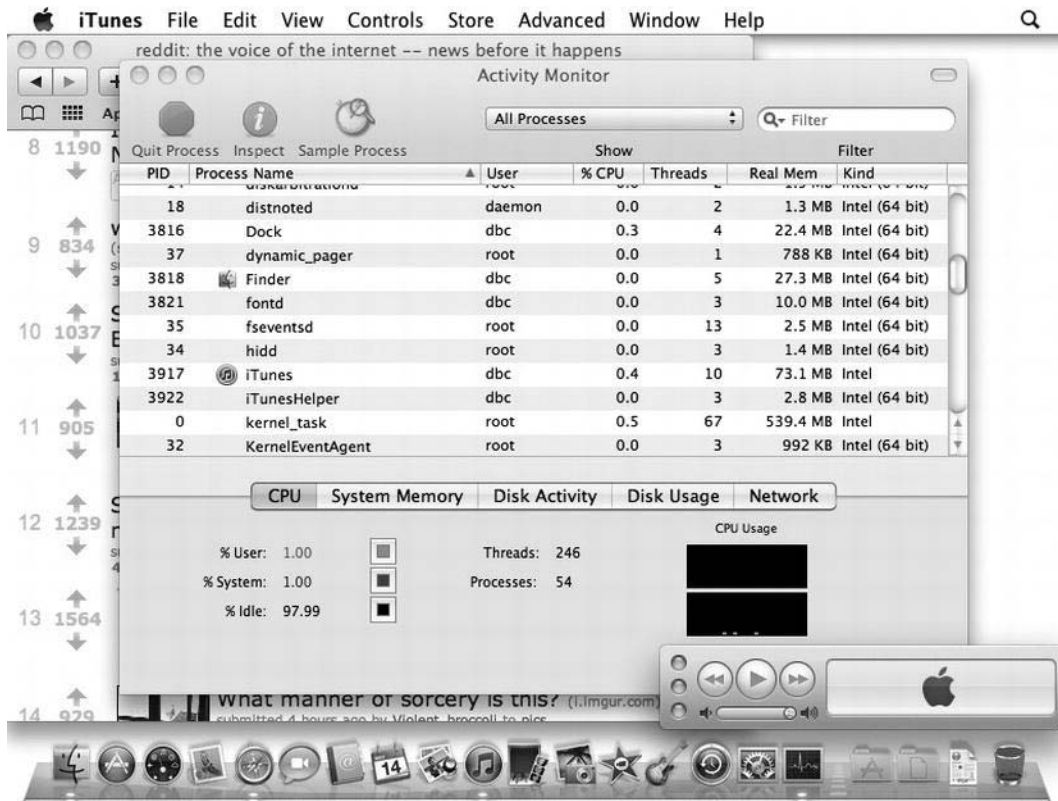 iTunes File Edit View Controls Store Advanced Window Help
reddit: the voice of the internet -- news before it happens
Activity Monitor
All Processes
Filter
Quit Process Inspect Sample Process Show Filter
PID Process Name User % CPU Threads Real Mem Kind
18 distnoted daemon 0.0 2 1.3 MB Intel (64 bit)
3816 Dock dbc 0.3 4 22.4 MB Intel (64 bit)
37 dynamic_pager root 0.0 1 788 KB Intel (64 bit)
3818 Finder dbc 0.0 5 27.3 MB Intel (64 bit)
3821 fontd dbc 0.0 3 10.0 MB Intel (64 bit)
35 fseventsd root 0.0 13 2.5 MB Intel (64 bit)
34 hidd root 0.0 3 1.4 MB Intel (64 bit)
3917 iTunes dbc 0.4 10 73.1 MB Intel
3922 iTunesHelper dbc 0.0 3 2.8 MB Intel (64 bit)
0 kernel_task root 0.5 67 539.4 MB Intel
32 KernelEventAgent root 0.0 3 992 KB Intel (64 bit)
CPU System Memory Disk Activity Disk Usage Network
CPU Usage
% User: 1.00 Threads: 246
% System: 1.00 Processes: 54
% Idle: 97.99
8 1190
9 834
10 1037
11 905
12 1239
13 1564
What manner of sorcery is this? (i.imgur.com)
14 929
submitted 4 hours ago by Violent_broccoli to pics
14